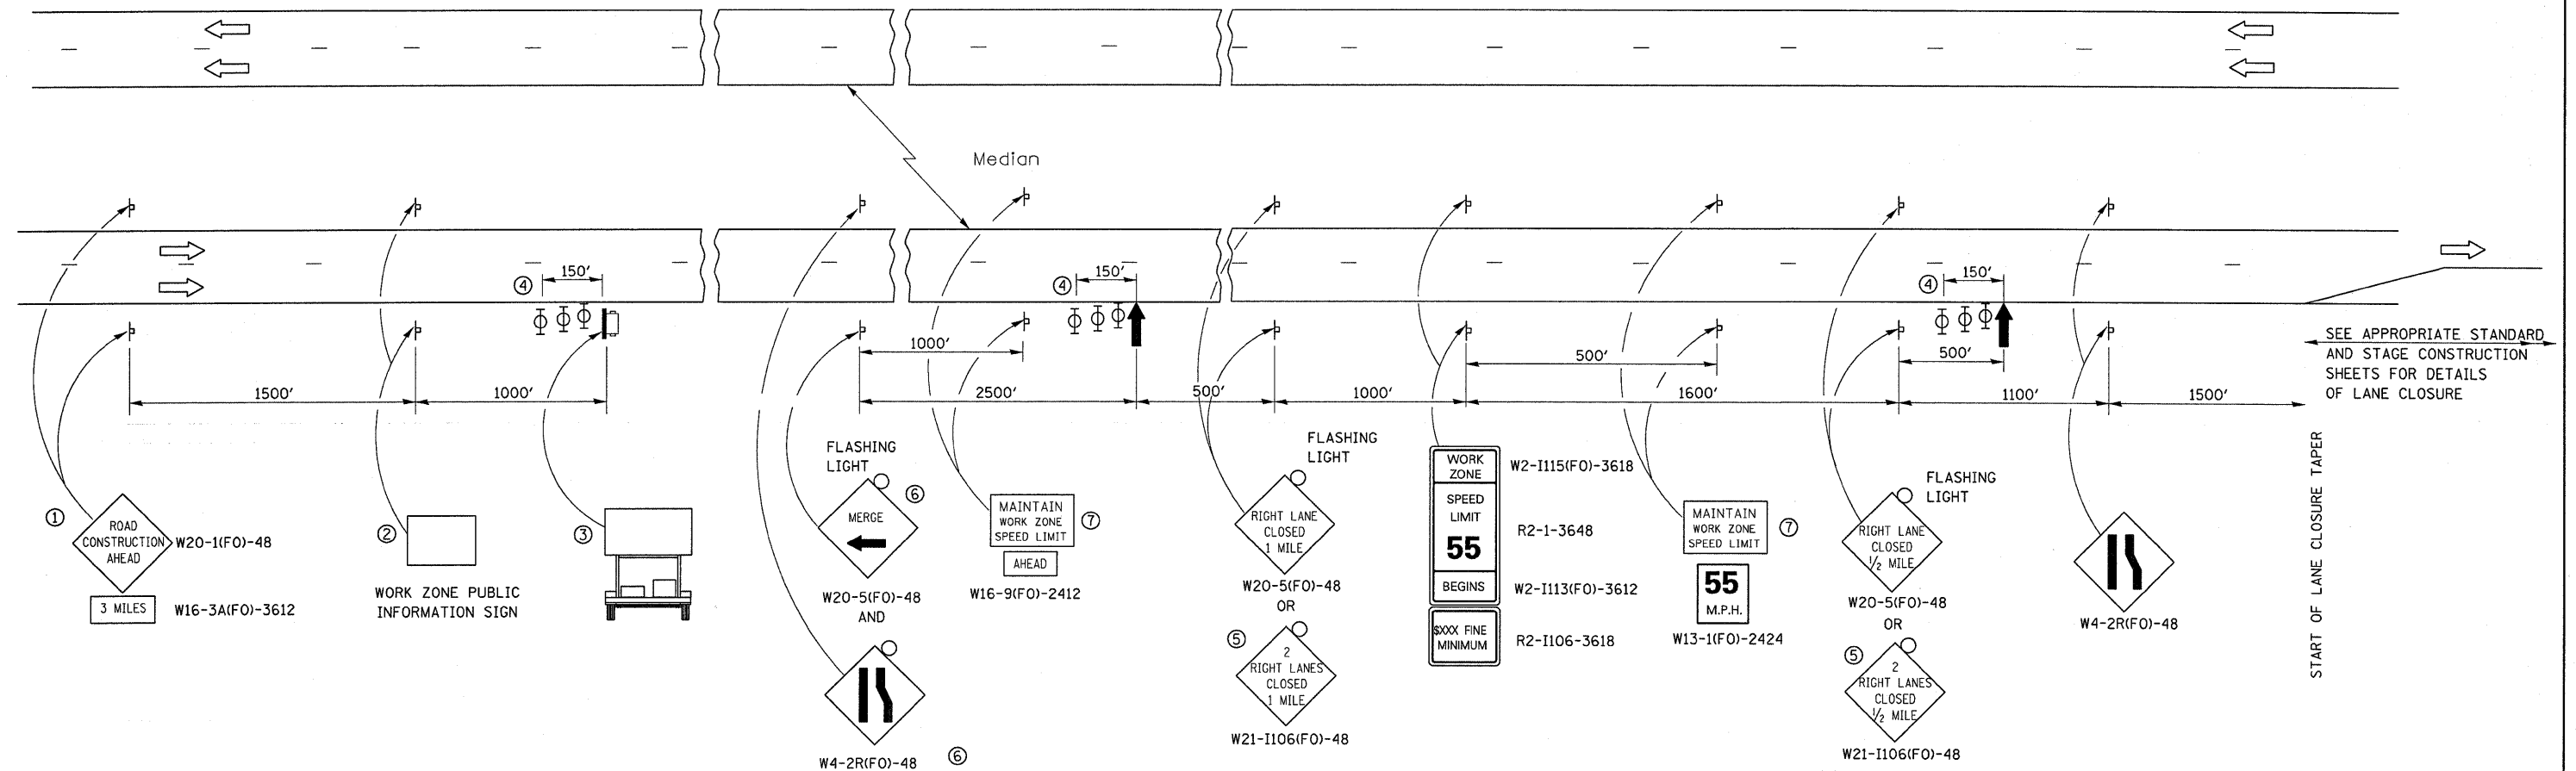 Median
④
150'
④
150'
④
150'
1000'
500'
500'
1500'
1000'
2500'
500'
1000'
1600'
1100'
1500'
SEE APPROPRIATE STANDARD
AND STAGE CONSTRUCTION
SHEETS FOR DETAILS
OF LANE CLOSURE
START OF LANE CLOSURE TAPER
①
ROAD
CONSTRUCTION
AHEAD
W20-1(FO)-48
3 MILES
W16-3A(FO)-3612
②
WORK ZONE PUBLIC
INFORMATION SIGN
③
FLASHING
LIGHT
⑥
MERGE
W20-5(FO)-48
AND
W4-2R(FO)-48
⑥
MAINTAIN
WORK ZONE
SPEED LIMIT
⑦
AHEAD
W16-9(FO)-2412
FLASHING
LIGHT
RIGHT LANE
CLOSED
1 MILE
W20-5(FO)-48
OR
⑤
2
RIGHT LANES
CLOSED
1 MILE
W21-I106(FO)-48
WORK
ZONE
W2-I115(FO)-3618
SPEED
LIMIT
55
R2-1-3648
BEGINS
W2-I113(FO)-3612
$XXX FINE
MINIMUM
R2-I106-3618
MAINTAIN
WORK ZONE
SPEED LIMIT
⑦
55
M.P.H.
W13-1(FO)-2424
FLASHING
LIGHT
RIGHT LANE
CLOSED
1/2 MILE
W20-5(FO)-48
OR
⑤
2
RIGHT LANES
CLOSED
1/2 MILE
W21-I106(FO)-48
W4-2R(FO)-48